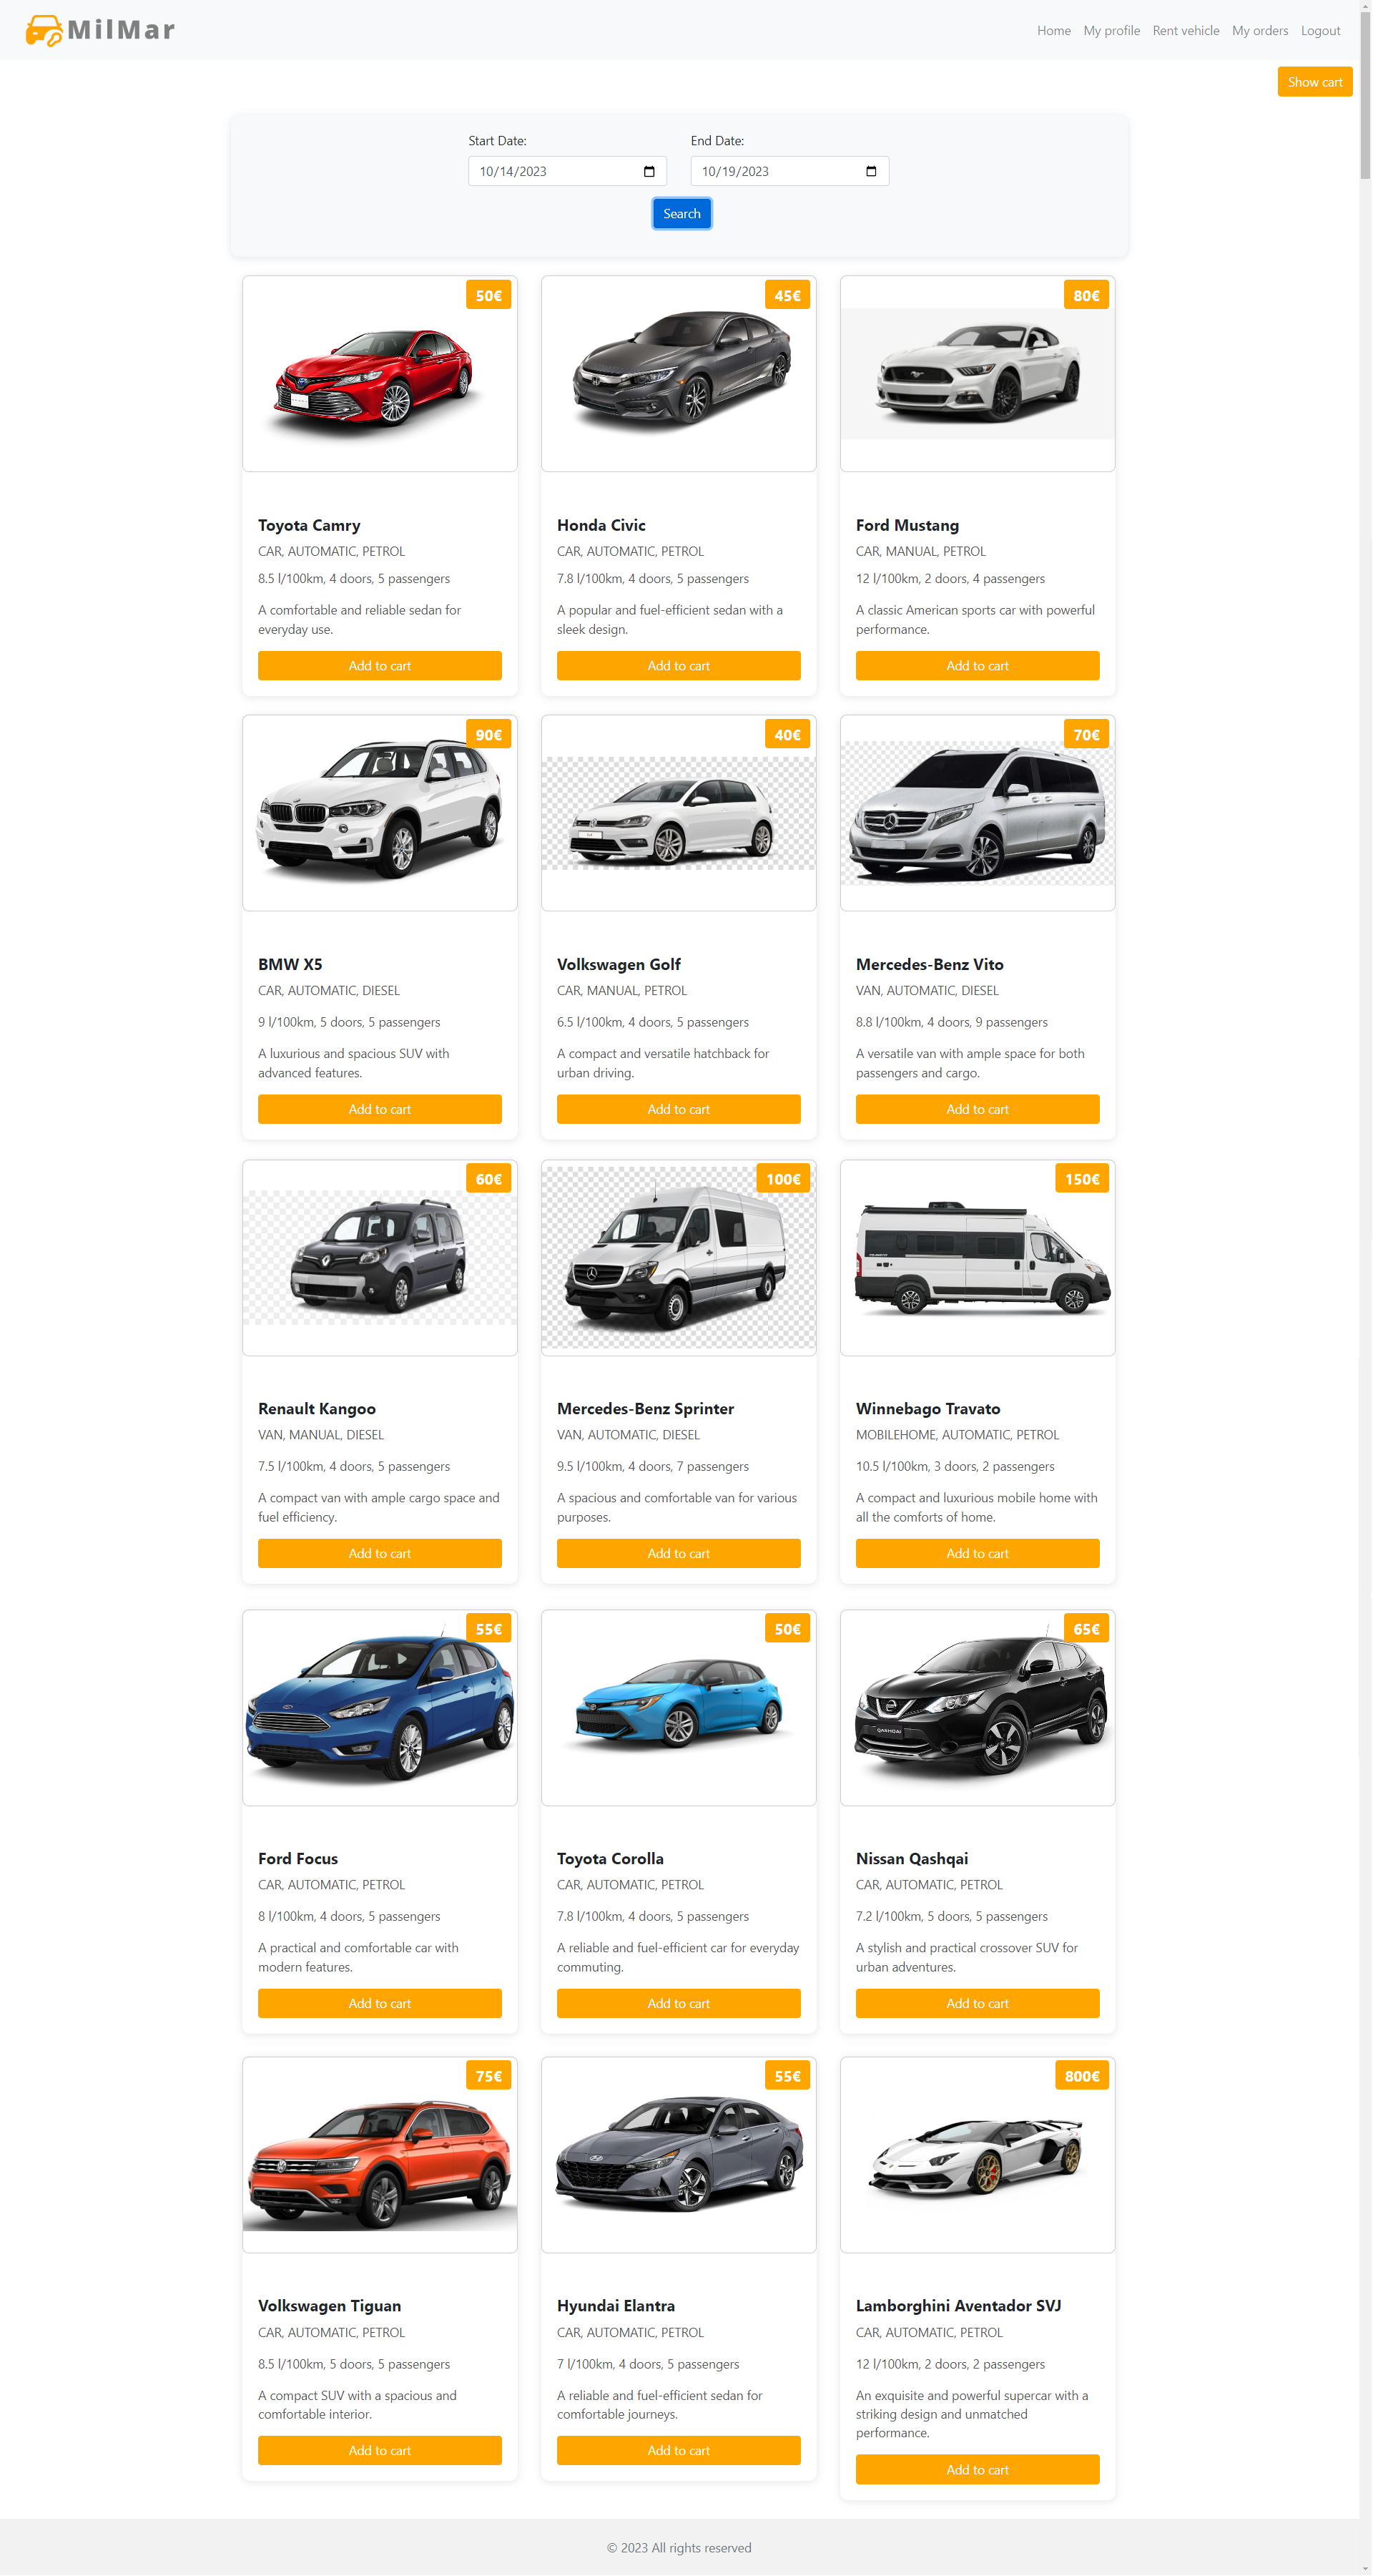 MilMar
Home My profile Rent vehicle My orders Logout
Show cart
Start Date: End Date:
10/14/2023 10/19/2023
Search
50€ 45€ 80€
Toyota Camry Honda Civic Ford Mustang
CAR, AUTOMATIC, PETROL CAR, AUTOMATIC, PETROL CAR, MANUAL, PETROL
8.5 l/100km, 4 doors, 5 passengers 7.8 l/100km, 4 doors, 5 passengers 12 l/100km, 2 doors, 4 passengers
A comfortable and reliable sedan for A popular and fuel-efficient sedan with a A classic American sports car with powerful
everyday use. sleek design. performance.
Add to cart Add to cart Add to cart
90€ 40€ 70€
BMW X5 Volkswagen Golf Mercedes-Benz Vito
CAR, AUTOMATIC, DIESEL CAR, MANUAL, PETROL VAN, AUTOMATIC, DIESEL
9 l/100km, 5 doors, 5 passengers 6.5 l/100km, 4 doors, 5 passengers 8.8 l/100km, 4 doors, 9 passengers
A luxurious and spacious SUV with A compact and versatile hatchback for A versatile van with ample space for both
advanced features. urban driving. passengers and cargo.
Add to cart Add to cart Add to cart
60€ 100€ 150€
Renault Kangoo Mercedes-Benz Sprinter Winnebago Travato
VAN, MANUAL, DIESEL VAN, AUTOMATIC, DIESEL MOBILEHOME, AUTOMATIC, PETROL
7.5 l/100km, 4 doors, 5 passengers 9.5 l/100km, 4 doors, 7 passengers 10.5 l/100km, 3 doors, 2 passengers
A compact van with ample cargo space and A spacious and comfortable van for various A compact and luxurious mobile home with
fuel efficiency. purposes. all the comforts of home.
Add to cart Add to cart Add to cart
55€ 50€ 65€
QASHQAI
Ford Focus Toyota Corolla Nissan Qashqai
CAR, AUTOMATIC, PETROL CAR, AUTOMATIC, PETROL CAR, AUTOMATIC, PETROL
8 l/100km, 4 doors, 5 passengers 7.8 l/100km, 4 doors, 5 passengers 7.2 l/100km, 5 doors, 5 passengers
A practical and comfortable car with A reliable and fuel-efficient car for everyday A stylish and practical crossover SUV for
modern features. commuting. urban adventures.
Add to cart Add to cart Add to cart
75€ 55€ 800€
Volkswagen Tiguan Hyundai Elantra Lamborghini Aventador SVJ
CAR, AUTOMATIC, PETROL CAR, AUTOMATIC, PETROL CAR, AUTOMATIC, PETROL
8.5 l/100km, 5 doors, 5 passengers 7 l/100km, 4 doors, 5 passengers 12 l/100km, 2 doors, 2 passengers
A compact SUV with a spacious and A reliable and fuel-efficient sedan for An exquisite and powerful supercar with a
comfortable interior. comfortable journeys. striking design and unmatched
performance.
Add to cart Add to cart Add to cart
© 2023 All rights reserved